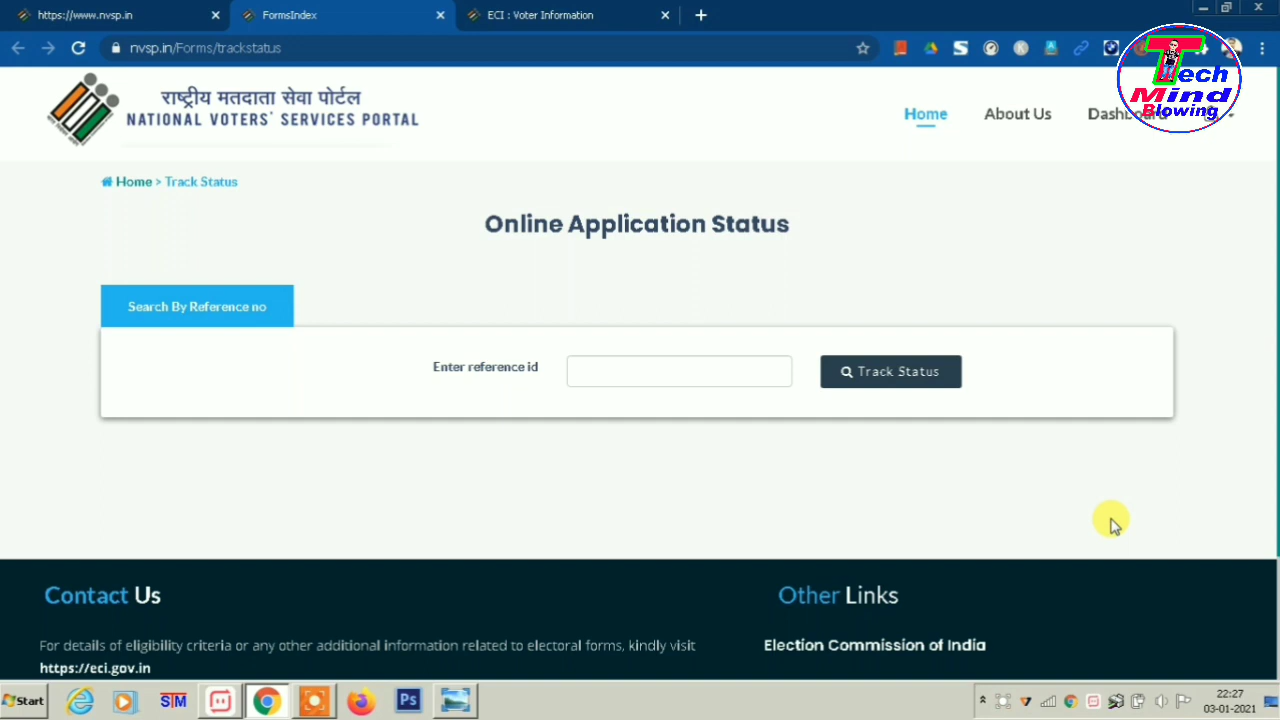 https://www.nvsp.in
FormsIndex
ECI : Voter Information
nvsp.in/Forms/trackstatus
Tech
Mind
Blowing
राष्ट्रीय मतदाता सेवा पोर्टल
NATIONAL VOTERS' SERVICES PORTAL
Home
About Us
Home > Track Status
Online Application Status
Search By Reference no
Enter reference id
Track Status
Contact Us
Other Links
For details of eligibility criteria or any other additional information related to electoral forms, kindly visit
https://eci.gov.in
Election Commission of India
Start
STM
Ps
22:27
03-01-2021